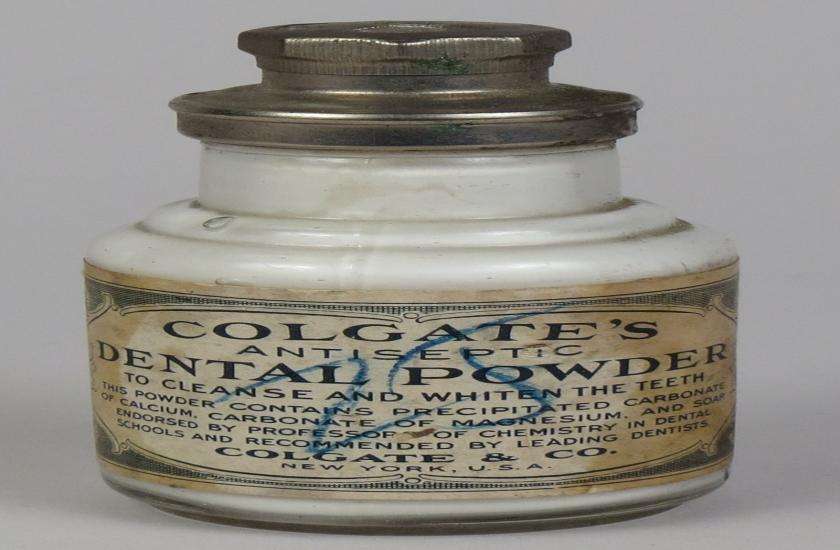 COLGATE'S
ANTISEPTIC
DENTAL POWDER
TO CLEANSE AND WHITEN THE TEETH
THIS POWDER CONTAINS PRECIPITATED CARBONATE
OF CALCIUM, CARBONATE OF MAGNESIUM, AND SOAP
ENDORSED BY PROFESSORS OF CHEMISTRY IN DENTAL
SCHOOLS AND RECOMMENDED BY LEADING DENTISTS.
COLGATE & CO.
NEW YORK, U.S.A.
25